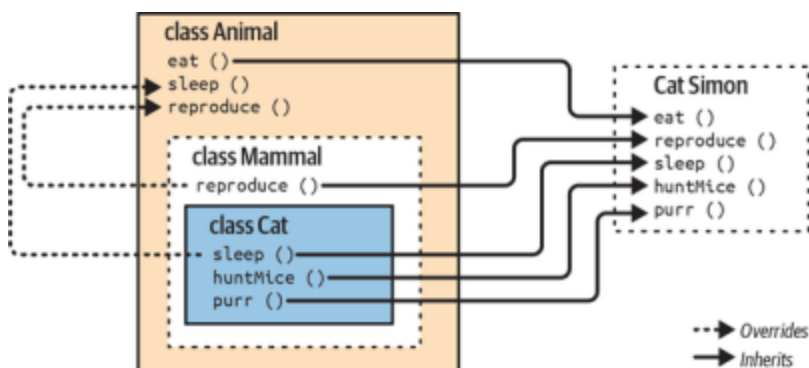 class Animal
eat ()
sleep ()
reproduce ()
class Mammal
reproduce ()
class Cat
sleep ()
huntMice ()
purr ()
Cat Simon
eat ()
reproduce ()
sleep ()
huntMice ()
purr ()
Overrides
Inherits